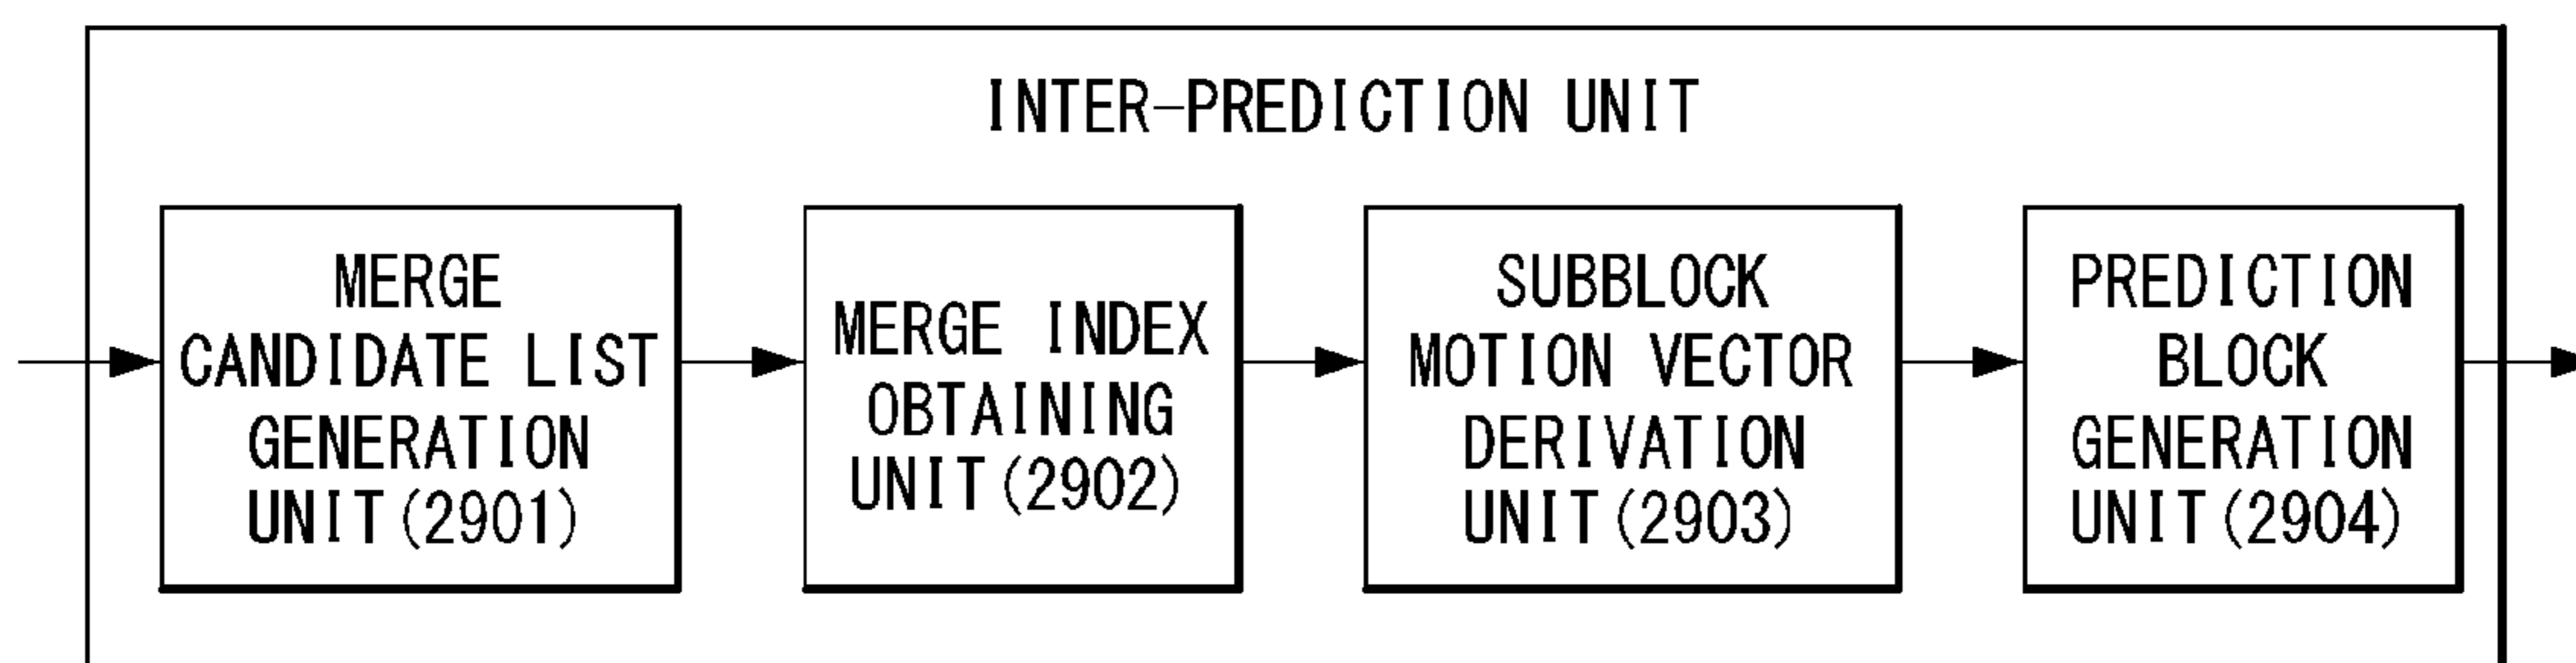 INTER-PREDICTION UNIT
MERGE
CANDIDATE LIST
GENERATION
UNIT(2901)
MERGE INDEX
OBTAINING
UNIT(2902)
SUBBLOCK
MOTION VECTOR
DERIVATION
UNIT(2903)
PREDICTION
BLOCK
GENERATION
UNIT(2904)